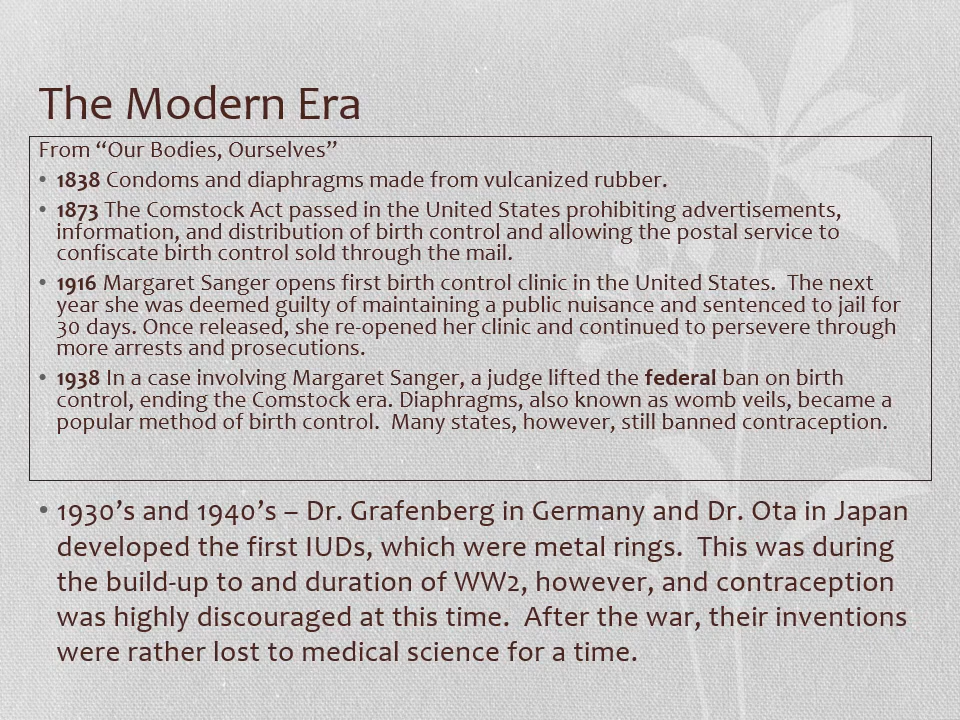 The Modern Era
From “Our Bodies, Ourselves”
• 1838 Condoms and diaphragms made from vulcanized rubber.
• 1873 The Comstock Act passed in the United States prohibiting advertisements,
information, and distribution of birth control and allowing the postal service to
confiscate birth control sold through the mail.
• 1916 Margaret Sanger opens first birth control clinic in the United States.  The next
year she was deemed guilty of maintaining a public nuisance and sentenced to jail for
30 days. Once released, she re-opened her clinic and continued to persevere through
more arrests and prosecutions.
• 1938 In a case involving Margaret Sanger, a judge lifted the federal ban on birth
control, ending the Comstock era. Diaphragms, also known as womb veils, became a
popular method of birth control.  Many states, however, still banned contraception.
• 1930’s and 1940’s – Dr. Grafenberg in Germany and Dr. Ota in Japan
developed the first IUDs, which were metal rings.  This was during
the build-up to and duration of WW2, however, and contraception
was highly discouraged at this time.  After the war, their inventions
were rather lost to medical science for a time.